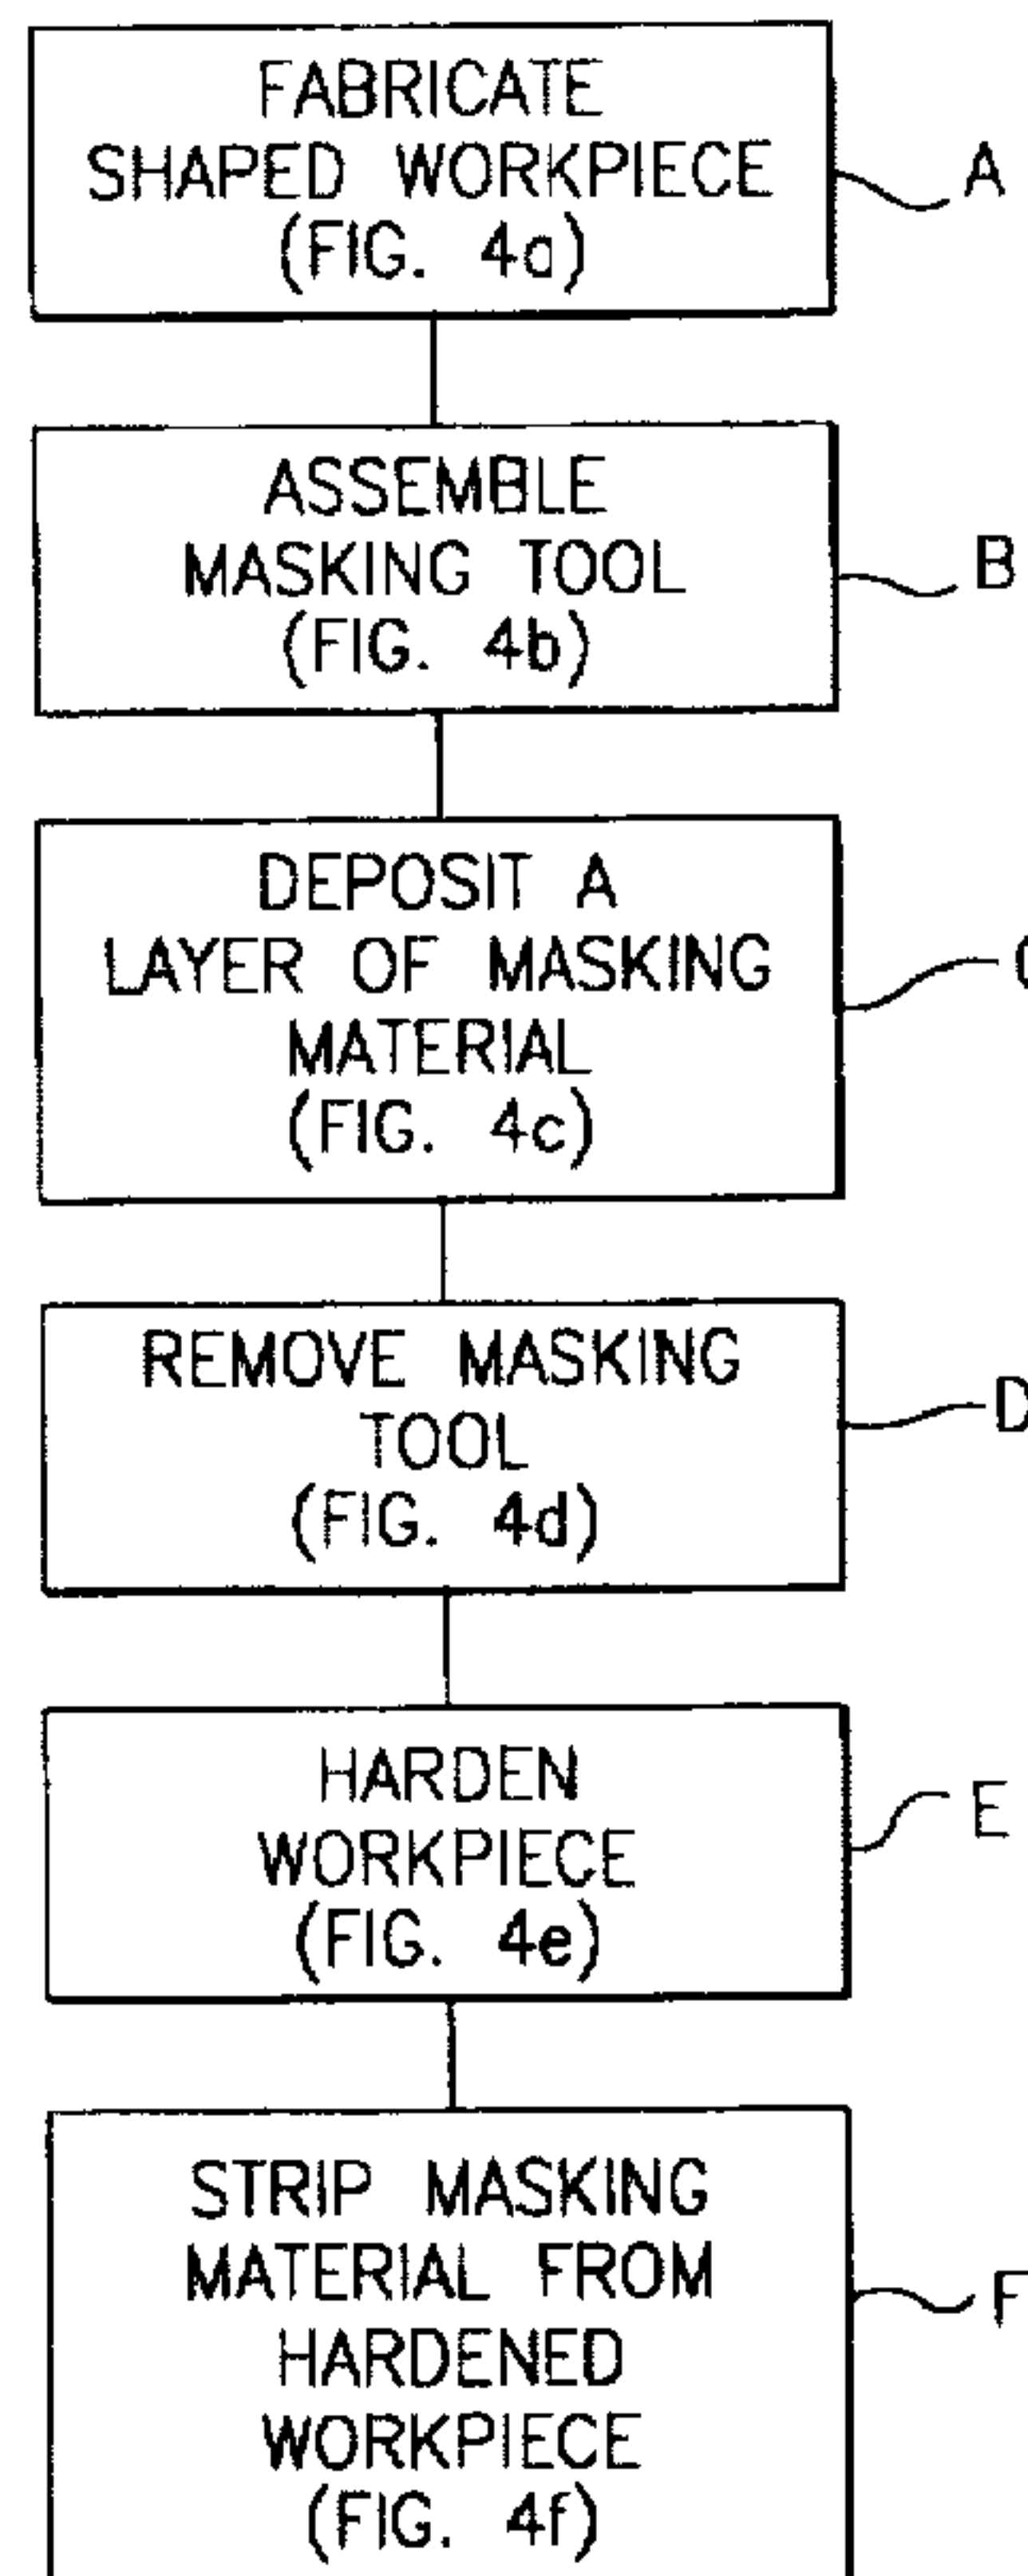 FABRICATE
SHAPED WORKPIECE
(FIG. 4a)
A
ASSEMBLE
MASKING TOOL
(FIG. 4b)
B
DEPOSIT A
LAYER OF MASKING
MATERIAL
(FIG. 4c)
REMOVE MASKING
TOOL
(FIG. 4d)
D
HARDEN
WORKPIECE
(FIG. 4e)
E
STRIP MASKING
MATERIAL FROM
HARDENED
WORKPIECE
(FIG. 4f)
F